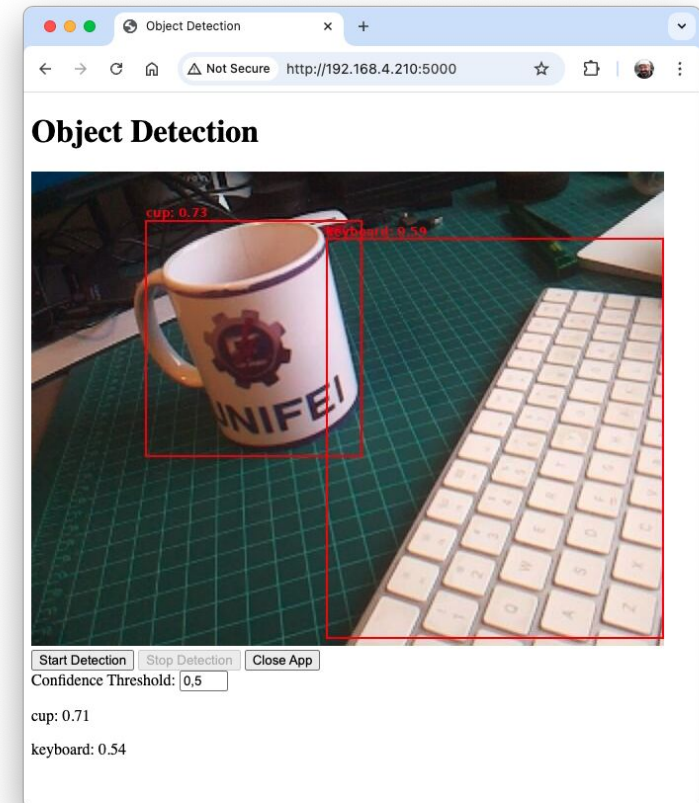 Object Detection
Not Secure http://192.168.4.210:5000
Object Detection
cup: 0.73
keyboard: 0.59
UNIFEI
W
Q
A
S
Z
X
Start Detection Stop Detection Close App
Confidence Threshold: 0,5
cup: 0.71
keyboard: 0.54